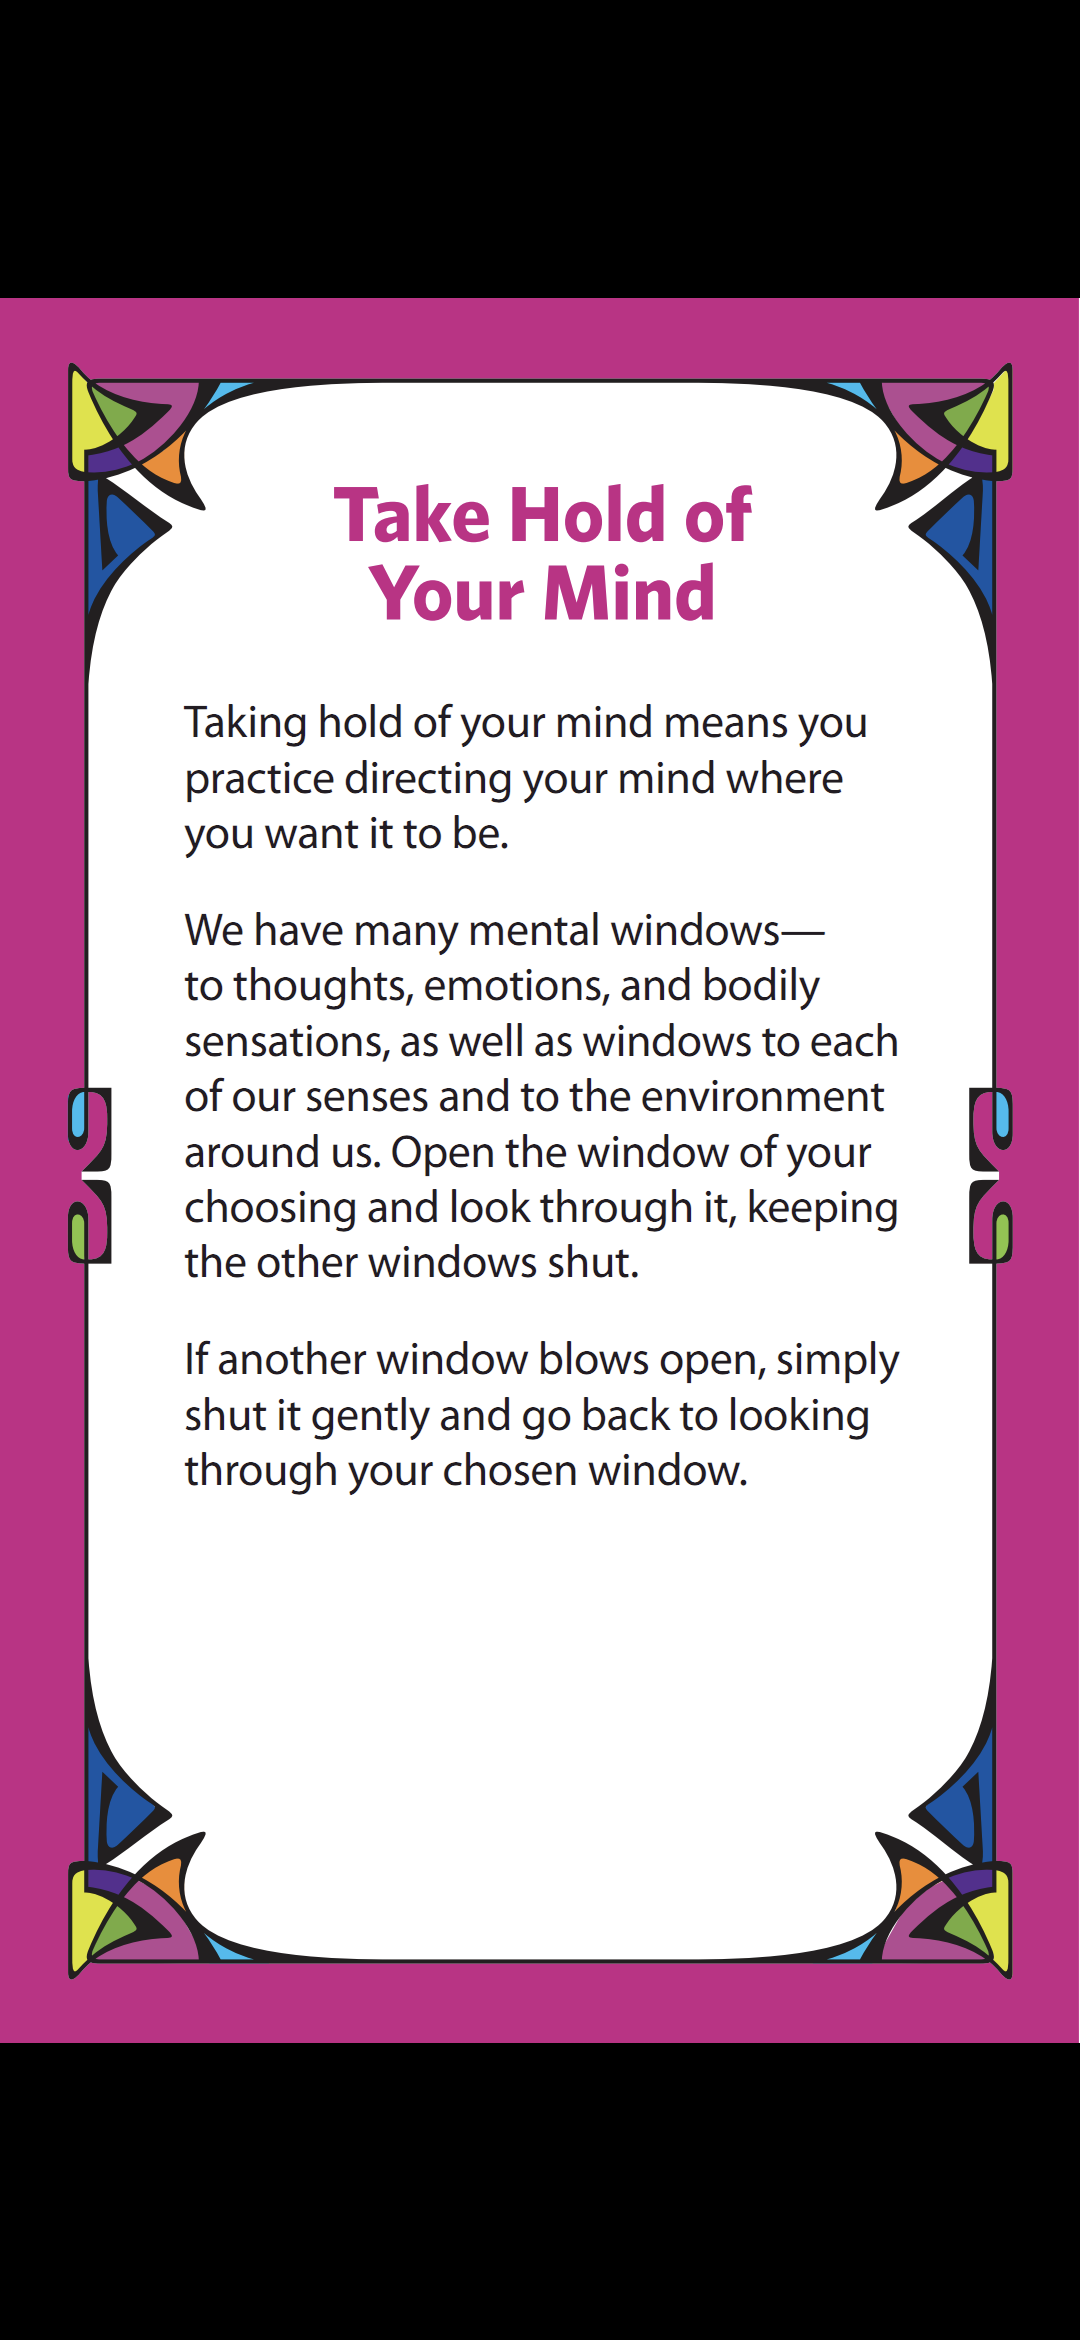 Take Hold of
Your Mind
Taking hold of your mind means you
practice directing your mind where
you want it to be.
We have many mental windows—
to thoughts, emotions, and bodily
sensations, as well as windows to each
of our senses and to the environment
around us. Open the window of your
choosing and look through it, keeping
the other windows shut.
If another window blows open, simply
shut it gently and go back to looking
through your chosen window.